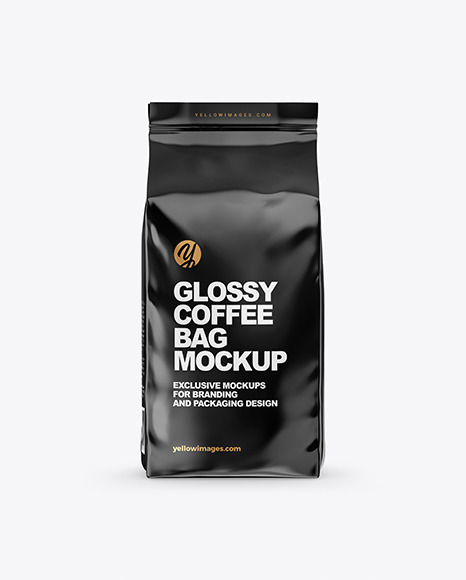 YELLOWIMAGES.COM
Y
GLOSSY
COFFEE
BAG
MOCKUP
EXCLUSIVE MOCKUPS
FOR BRANDING
AND PACKAGING DESIGN
yellowimages.com